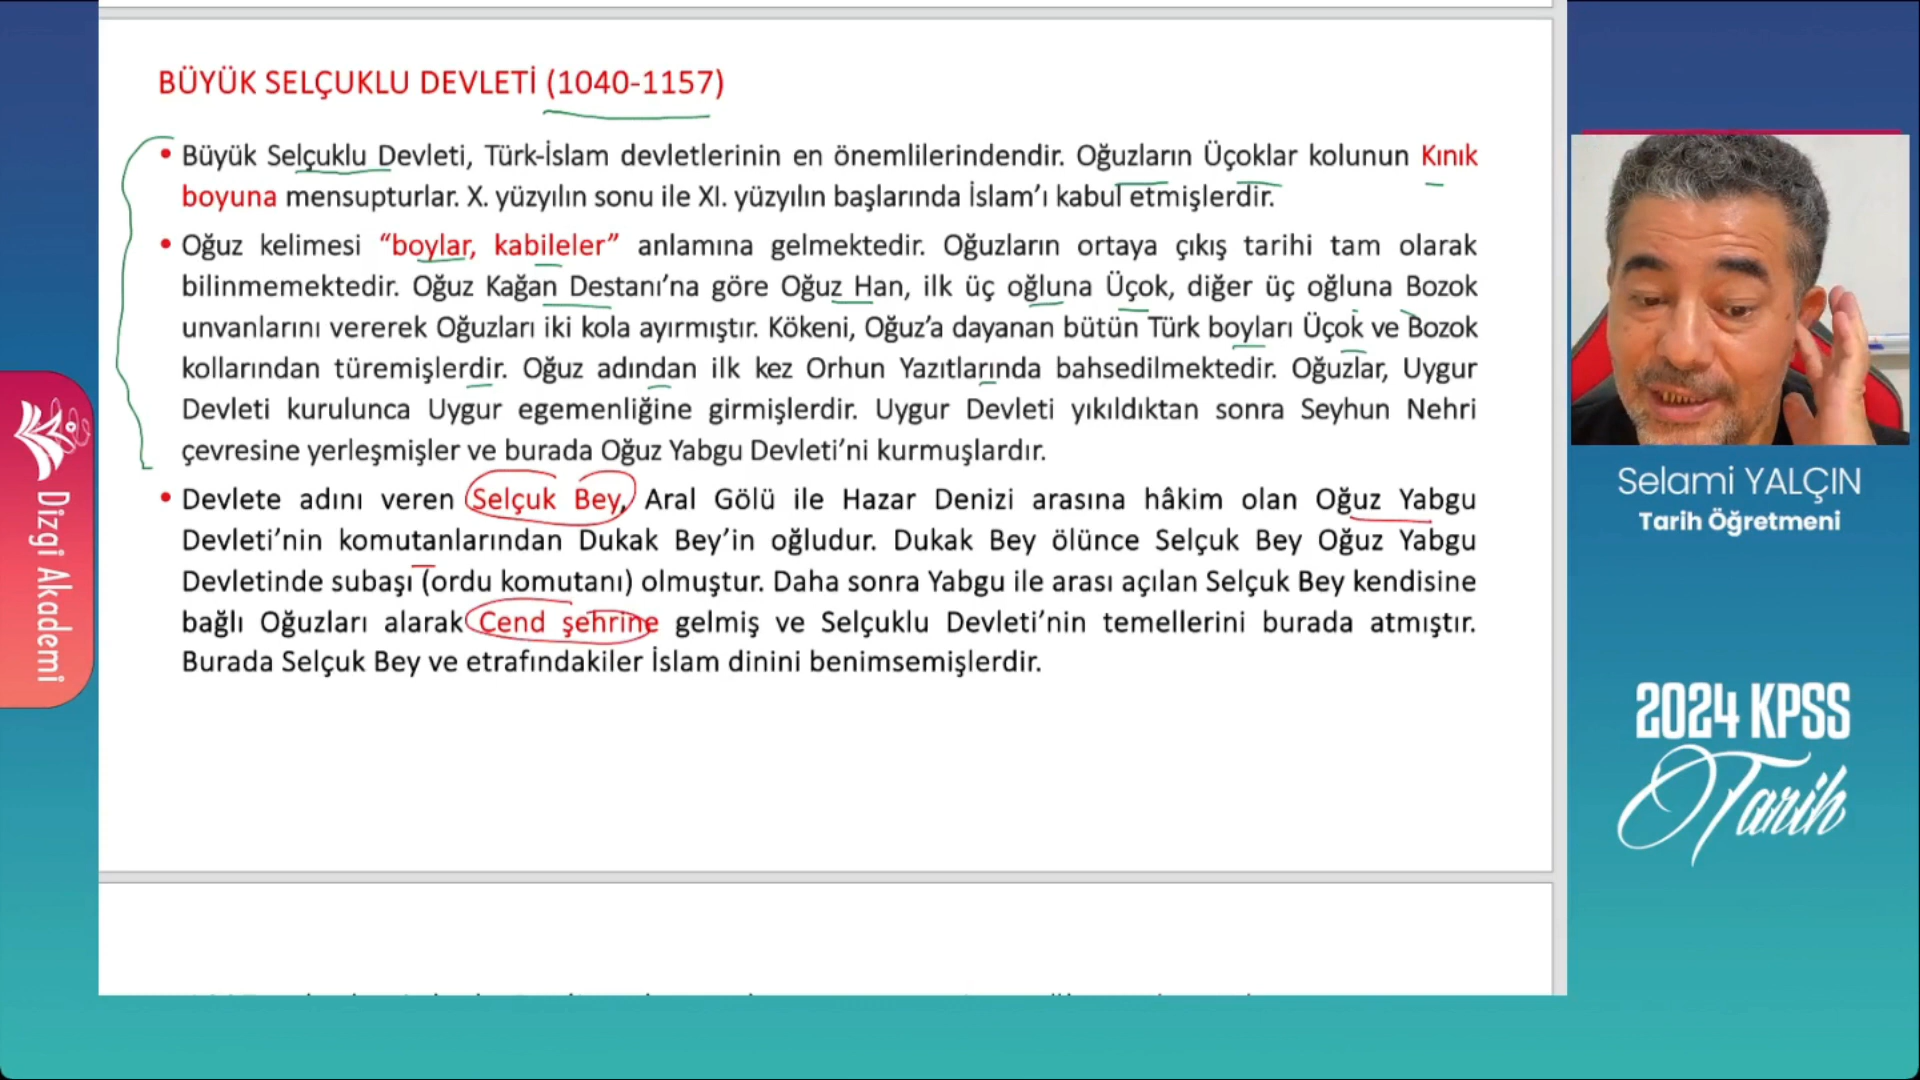 BÜYÜK SELÇUKLU DEVLETİ (1040-1157)
• Büyük Selçuklu Devleti, Türk-İslam devletlerinin en önemlilerindendir. Oğuzların Üçoklar kolunun Kınık
boyuna mensupturlar. X. yüzyılın sonu ile XI. yüzyılın başlarında İslam’ı kabul etmişlerdir.
• Oğuz kelimesi “boylar, kabileler” anlamına gelmektedir. Oğuzların ortaya çıkış tarihi tam olarak
bilinmemektedir. Oğuz Kağan Destanı’na göre Oğuz Han, ilk üç oğluna Üçok, diğer üç oğluna Bozok
unvanlarını vererek Oğuzları iki kola ayırmıştır. Kökeni, Oğuz’a dayanan bütün Türk boyları Üçok ve Bozok
kollarından türemişlerdir. Oğuz adından ilk kez Orhun Yazıtlarında bahsedilmektedir. Oğuzlar, Uygur
Devleti kurulunca Uygur egemenliğine girmişlerdir. Uygur Devleti yıkıldıktan sonra Seyhun Nehri
çevresine yerleşmişler ve burada Oğuz Yabgu Devleti’ni kurmuşlardır.
• Devlete adını veren Selçuk Bey, Aral Gölü ile Hazar Denizi arasına hâkim olan Oğuz Yabgu
Devleti’nin komutanlarından Dukak Bey’in oğludur. Dukak Bey ölünce Selçuk Bey Oğuz Yabgu
Devletinde subaşı (ordu komutanı) olmuştur. Daha sonra Yabgu ile arası açılan Selçuk Bey kendisine
bağlı Oğuzları alarak Cend şehrine gelmiş ve Selçuklu Devleti’nin temellerini burada atmıştır.
Burada Selçuk Bey ve etrafındakiler İslam dinini benimsemişlerdir.
Dizgi Akademi
Selami YALÇIN
Tarih Öğretmeni
2024 KPSS
Tarih